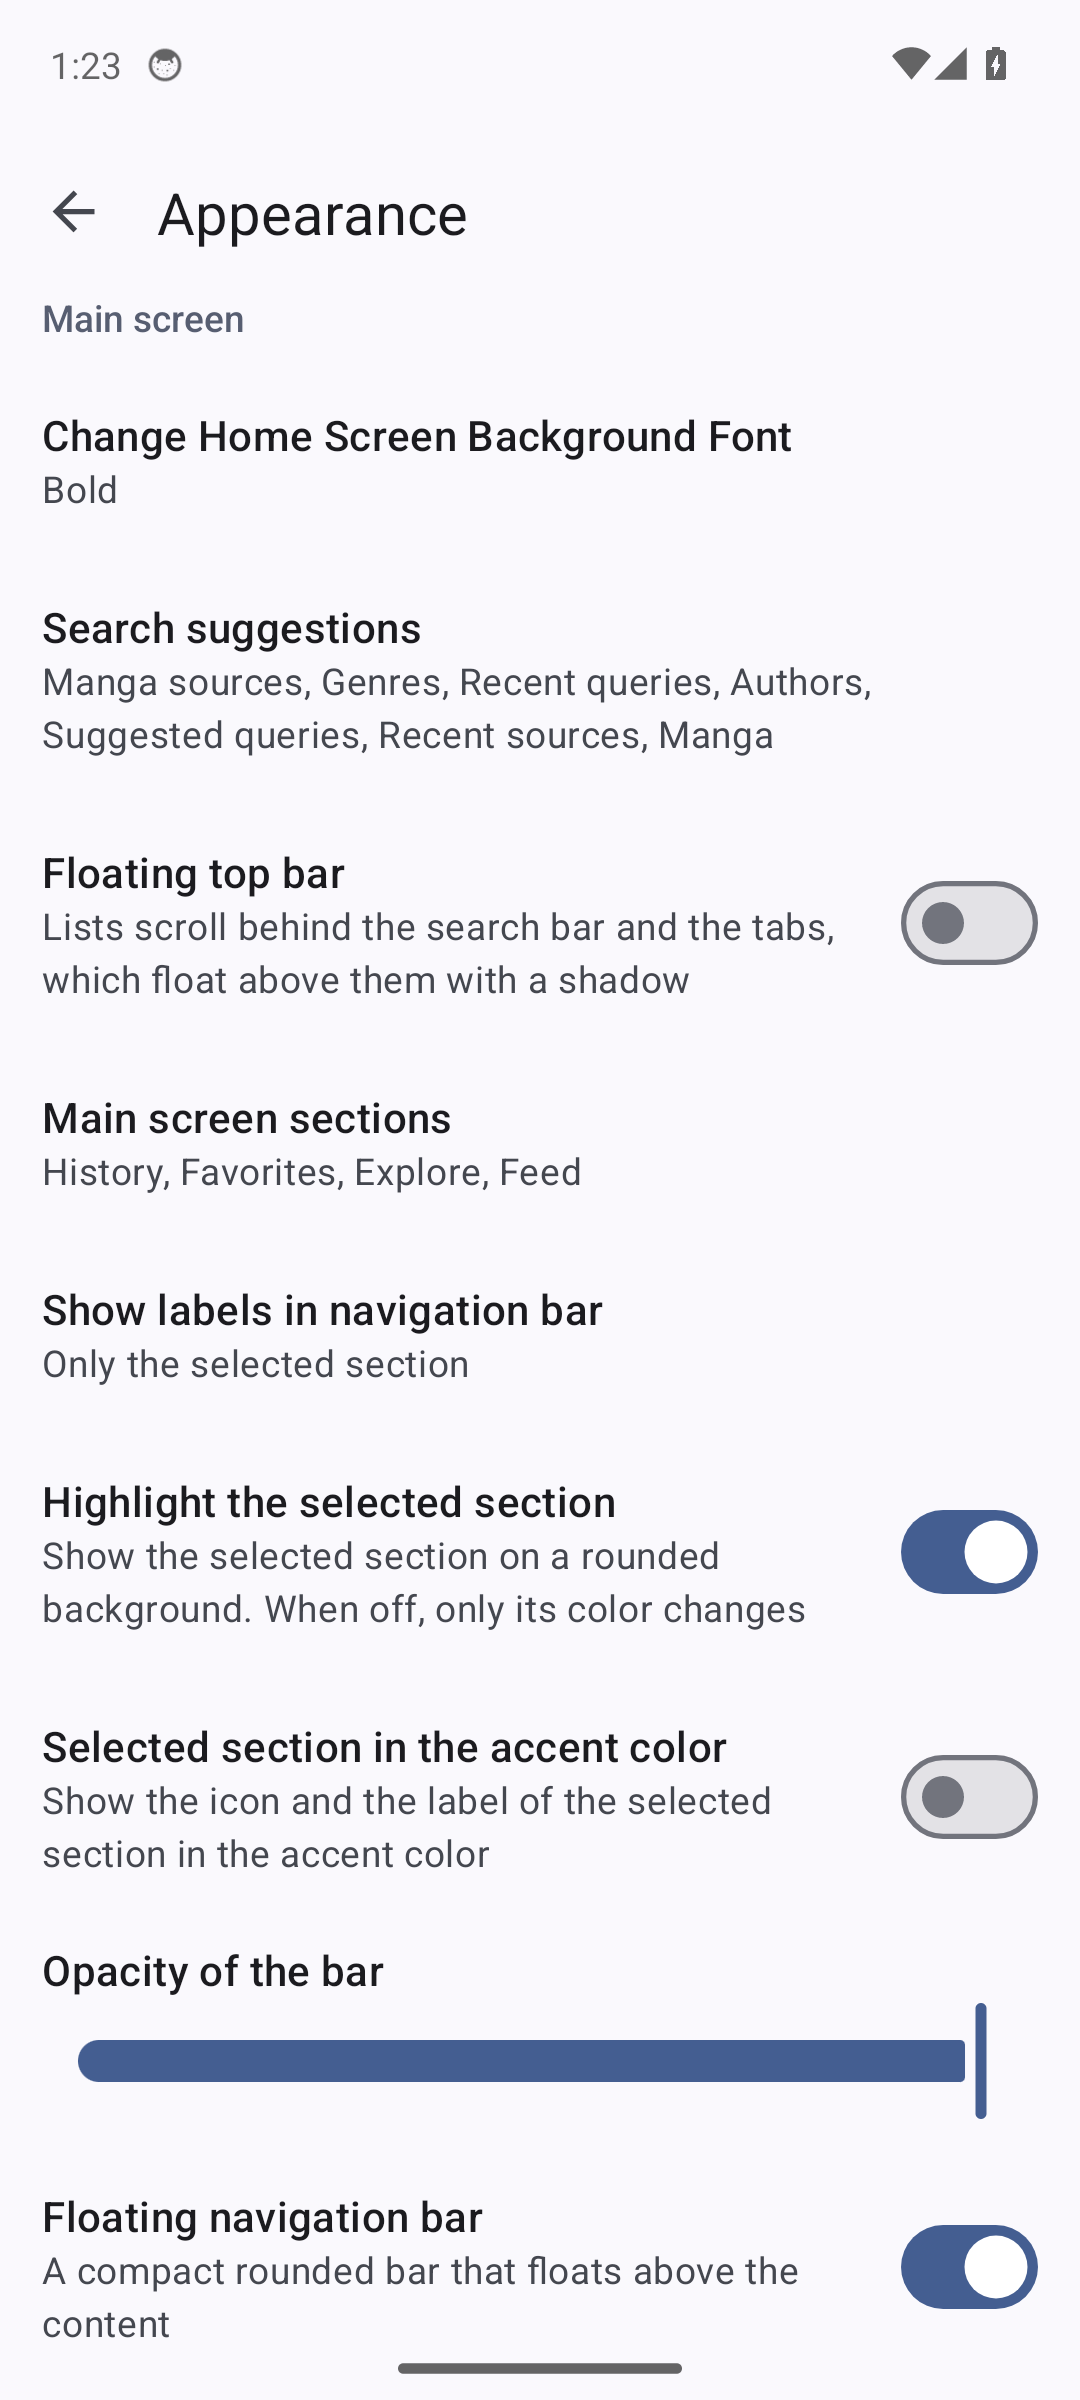 1:23
Appearance
Main screen
Change Home Screen Background Font
Bold
Search suggestions
Manga sources, Genres, Recent queries, Authors,
Suggested queries, Recent sources, Manga
Floating top bar
Lists scroll behind the search bar and the tabs,
which float above them with a shadow
Main screen sections
History, Favorites, Explore, Feed
Show labels in navigation bar
Only the selected section
Highlight the selected section
Show the selected section on a rounded
background. When off, only its color changes
Selected section in the accent color
Show the icon and the label of the selected
section in the accent color
Opacity of the bar
Floating navigation bar
A compact rounded bar that floats above the
content